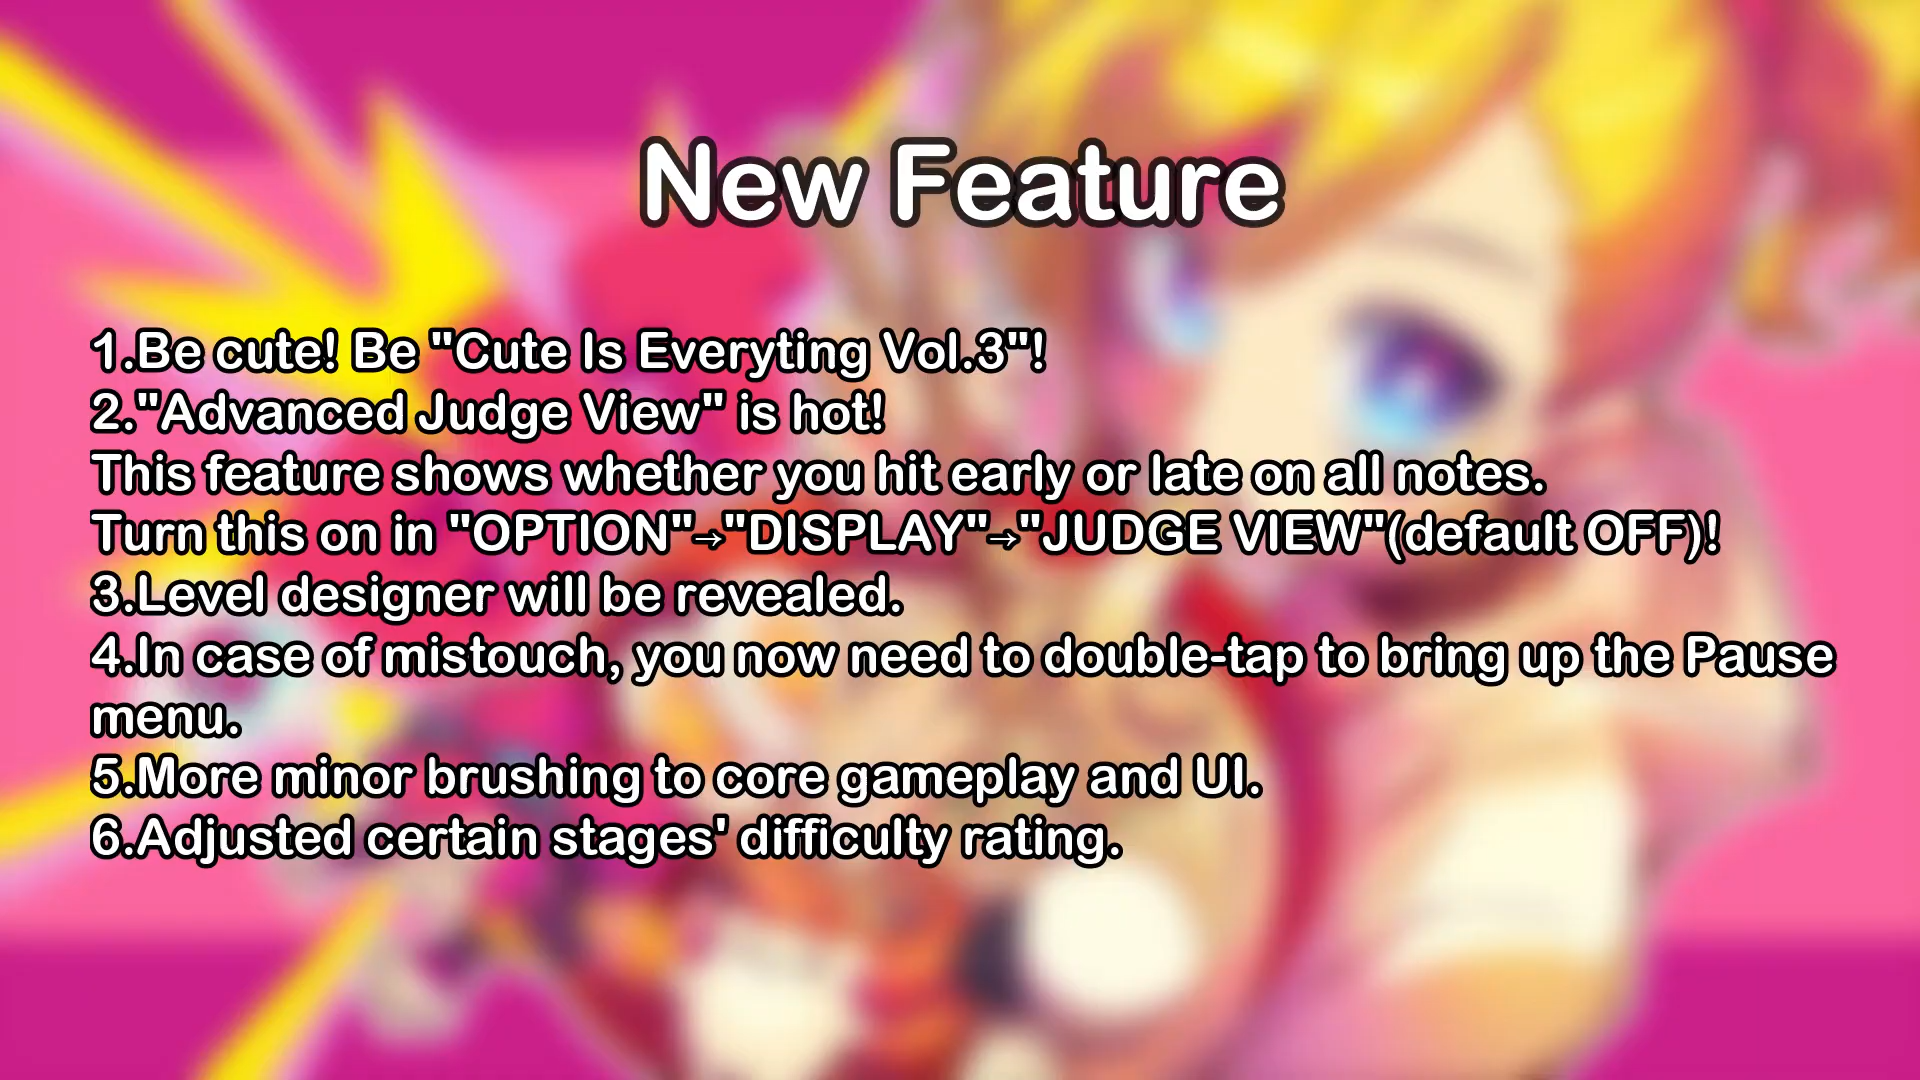 New Feature
1.Be cute! Be "Cute Is Everyting Vol.3"!
2."Advanced Judge View" is hot!
This feature shows whether you hit early or late on all notes.
Turn this on in "OPTION"→"DISPLAY"→"JUDGE VIEW"(default OFF)!
3.Level designer will be revealed.
4.In case of mistouch, you now need to double-tap to bring up the Pause
menu.
5.More minor brushing to core gameplay and UI.
6.Adjusted certain stages' difficulty rating.